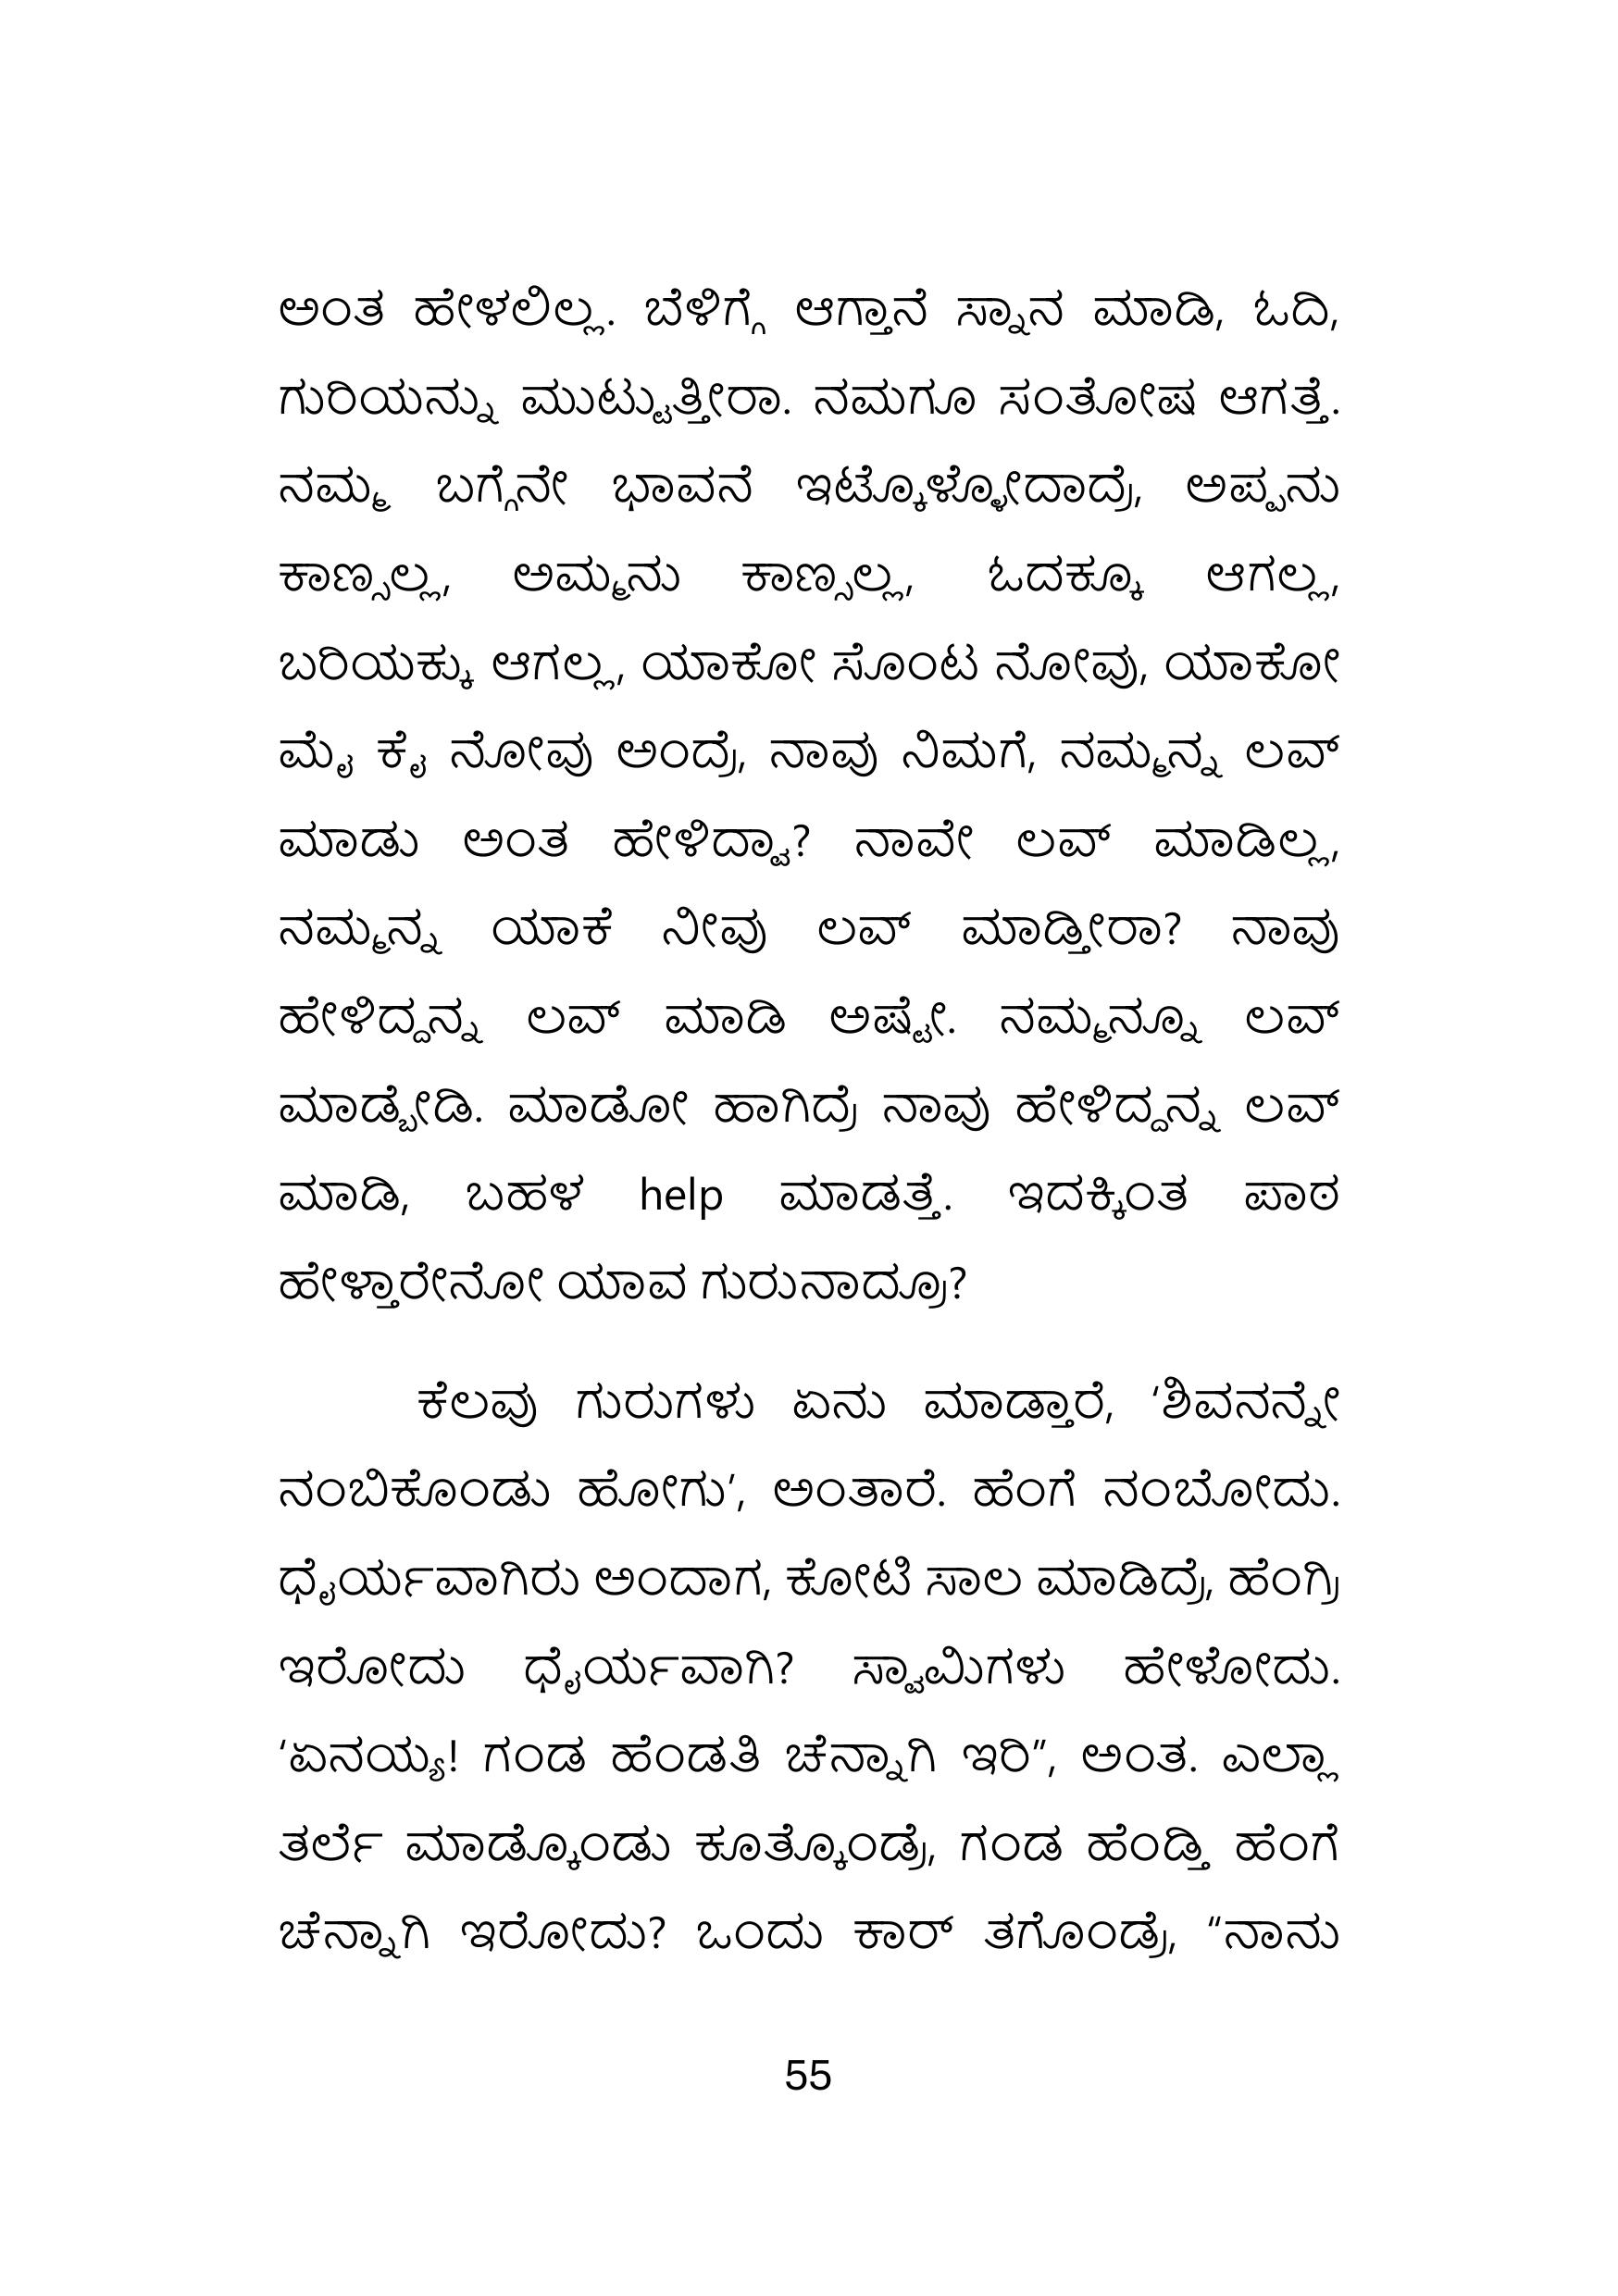 ಅಂತ ಹೇಳಲಿಲ್ಲ. ಬೆಳಿಗ್ಗೆ ಆಗ್ತಾನೆ ಸ್ನಾನ ಮಾಡಿ, ಓದಿ,
ಗುರಿಯನ್ನು ಮುಟ್ಟುತ್ತೀರಾ. ನಮಗೂ ಸಂತೋಷ ಆಗತ್ತೆ.
ನಮ್ಮ ಬಗ್ಗೆನೇ ಭಾವನೆ ಇಟ್ಕೊಳ್ಳೋದಾದ್ರೆ, ಅಪ್ಪನು
ಕಾಣ್ಸಲ್ಲ, ಅಮ್ಮನು ಕಾಣ್ಸಲ್ಲ, ಓದಕ್ಕೂ ಆಗಲ್ಲ,
ಬರಿಯಕ್ಕು ಆಗಲ್ಲ, ಯಾಕೋ ಸೊಂಟ ನೋವು, ಯಾಕೋ
ಮೈ ಕೈ ನೋವು ಅಂದ್ರೆ, ನಾವು ನಿಮಗೆ, ನಮ್ಮನ್ನ ಲವ್
ಮಾಡು ಅಂತ ಹೇಳಿದ್ವಾ? ನಾವೇ ಲವ್ ಮಾಡಿಲ್ಲ,
ನಮ್ಮನ್ನ ಯಾಕೆ ನೀವು ಲವ್ ಮಾಡ್ತೀರಾ? ನಾವು
ಹೇಳಿದ್ದನ್ನ ಲವ್ ಮಾಡಿ ಅಷ್ಟೇ. ನಮ್ಮನ್ನೂ ಲವ್
ಮಾಡ್ಬೇಡಿ. ಮಾಡೋ ಹಾಗಿದ್ರೆ ನಾವು ಹೇಳಿದ್ದನ್ನ ಲವ್
ಮಾಡಿ, ಬಹಳ help ಮಾಡತ್ತೆ. ಇದಕ್ಕಿಂತ ಪಾಠ
ಹೇಳ್ತಾರೇನೋ ಯಾವ ಗುರುನಾದ್ರೂ?
ಕೆಲವು ಗುರುಗಳು ಏನು ಮಾಡ್ತಾರೆ, ‘ಶಿವನನ್ನೇ
ನಂಬಿಕೊಂಡು ಹೋಗು’, ಅಂತಾರೆ. ಹೆಂಗೆ ನಂಬೋದು.
ಧೈರ್ಯವಾಗಿರು ಅಂದಾಗ, ಕೋಟಿ ಸಾಲ ಮಾಡಿದ್ರೆ, ಹೆಂಗ್ರಿ
ಇರೋದು ಧೈರ್ಯವಾಗಿ? ಸ್ವಾಮಿಗಳು ಹೇಳೋದು.
‘ಏನಯ್ಯ! ಗಂಡ ಹೆಂಡತಿ ಚೆನ್ನಾಗಿ ಇರಿ”, ಅಂತ. ಎಲ್ಲಾ
ತರ್ಲೆ ಮಾಡ್ಕೊಂಡು ಕೂತ್ಕೊಂಡ್ರೆ, ಗಂಡ ಹೆಂಡ್ತಿ ಹೆಂಗೆ
ಚೆನ್ನಾಗಿ ಇರೋದು? ಒಂದು ಕಾರ್ ತಗೊಂಡ್ರೆ, “ನಾನು
55